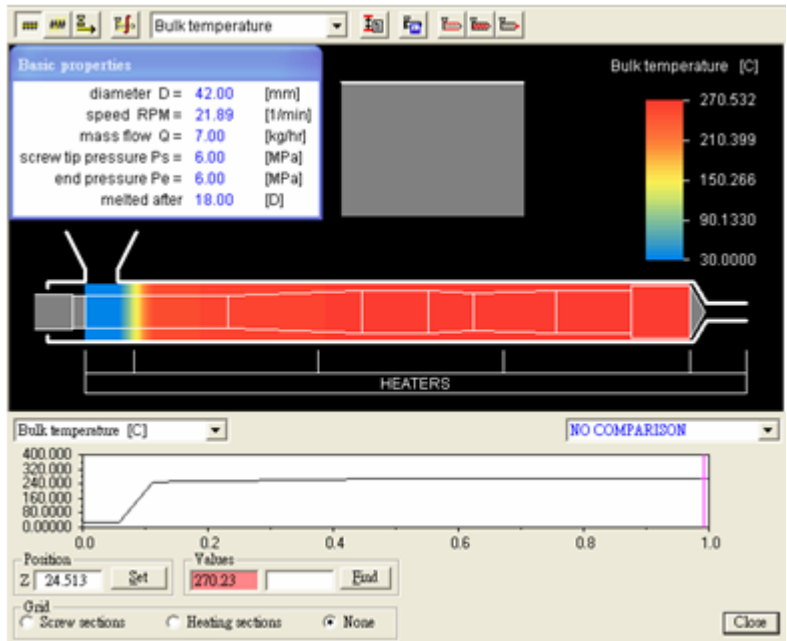 Bulk temperature
Basic properties
diameter D = 42.00 [mm]
speed RPM = 21.89 [1/min]
mass flow Q = 7.00 [kg/hr]
screw tip pressure Ps = 6.00 [MPa]
end pressure Pe = 6.00 [MPa]
melted after 18.00 [D]
Bulk temperature [C]
270.532
210.399
150.266
90.1330
30.0000
HEATERS
Bulk temperature [C]
NO COMPARISON
400.000
320.000
240.000
160.000
80.0000
0.00000
0.0 0.2 0.4 0.6 0.8 1.0
Position
Z 24.513 Set
Values
270.23 Find
Grid
Screw sections Heating sections None
Close